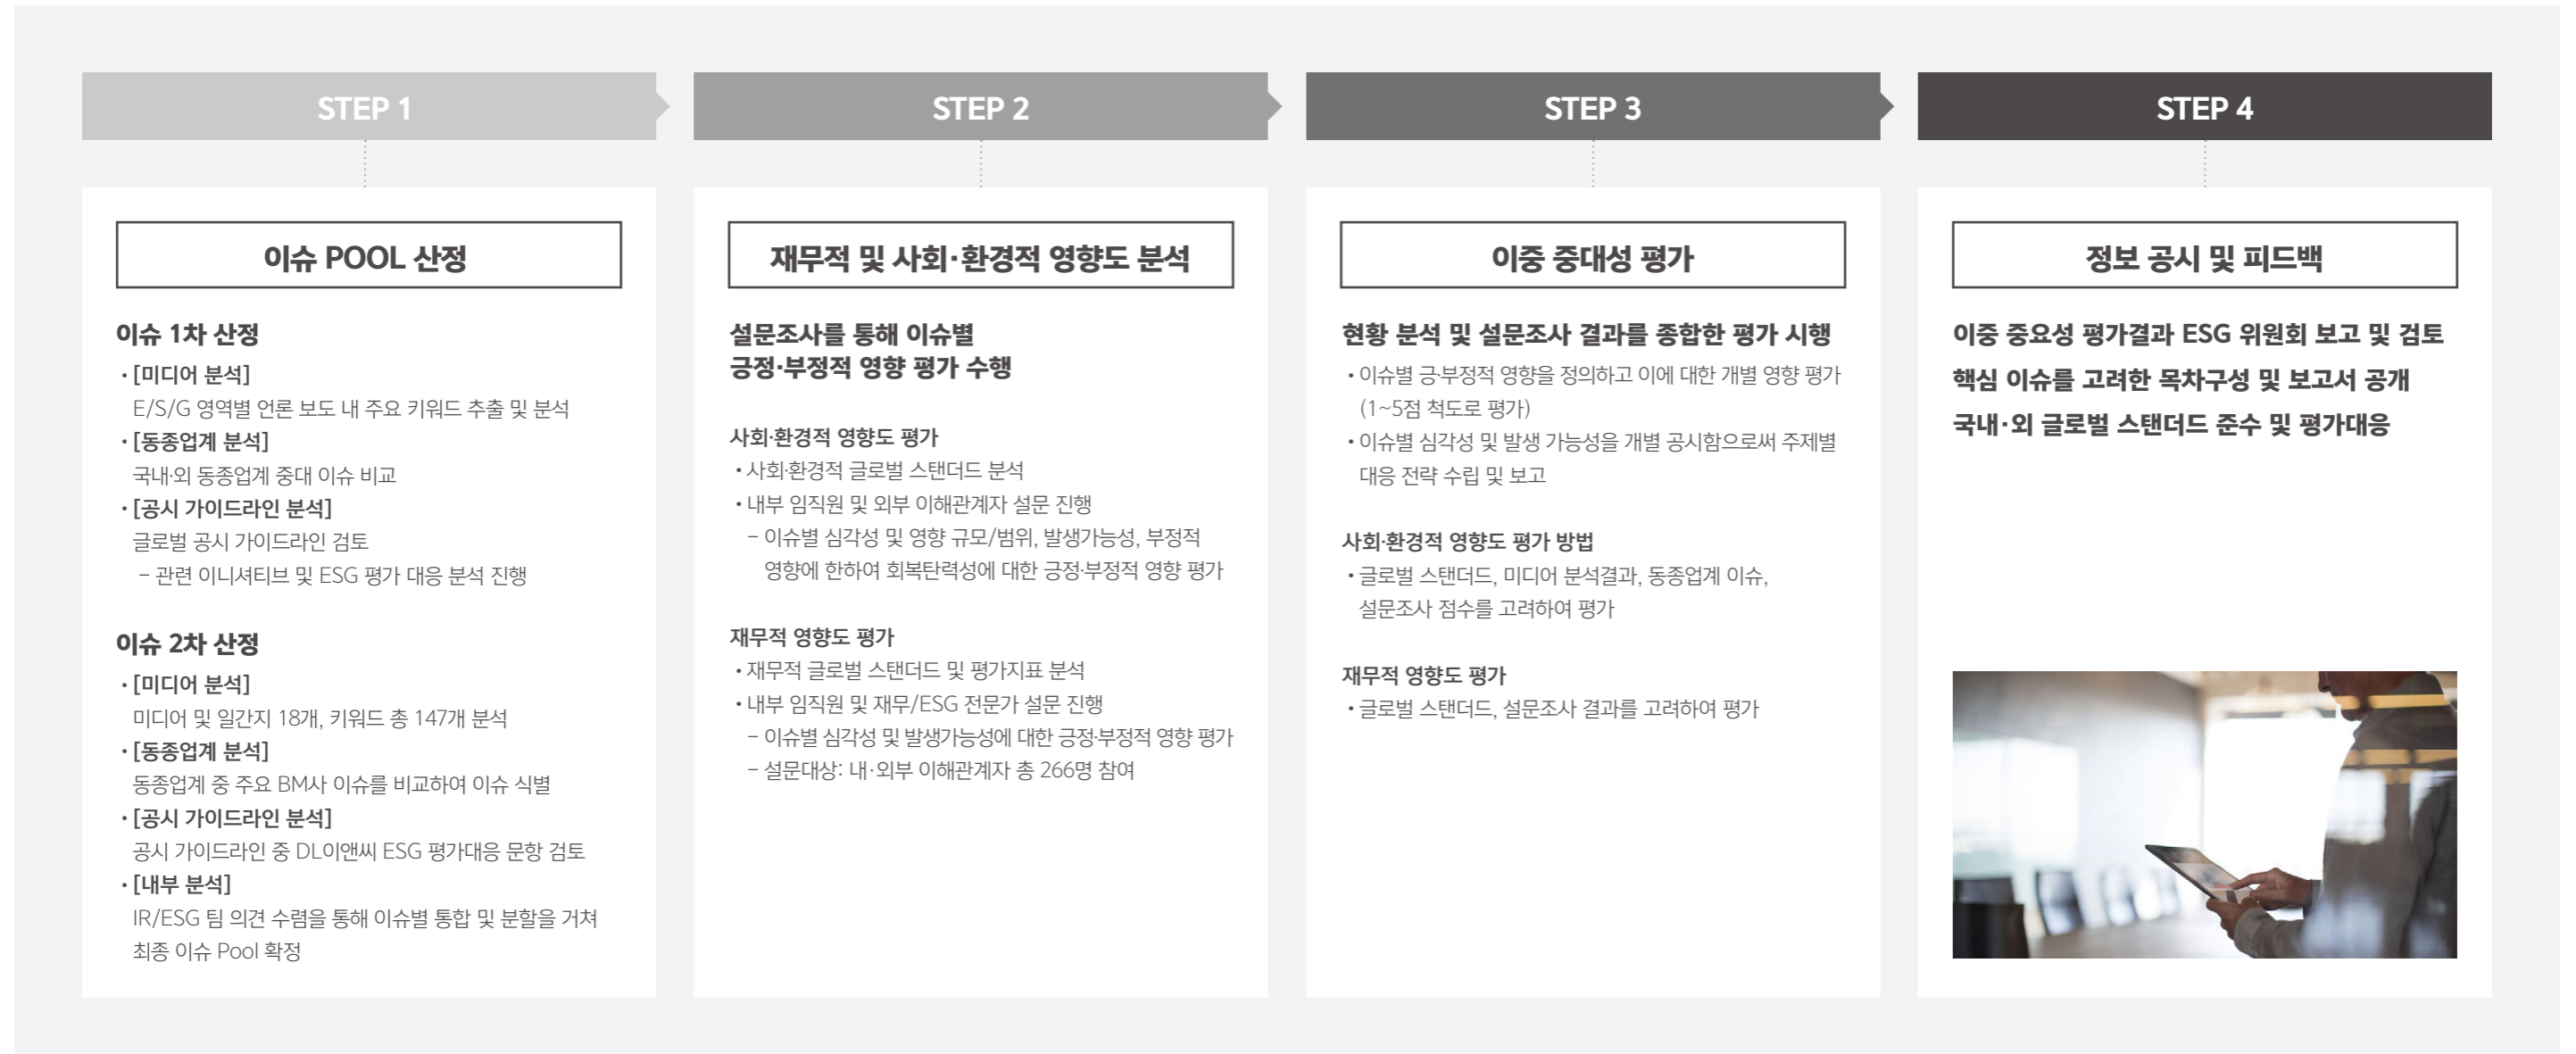 STEP 1
이슈 POOL 산정
이슈 1차 산정
• [미디어 분석]
E/S/G 영역별 언론 보도 내 주요 키워드 추출 및 분석
• [동종업계 분석]
국내·외 동종업계 중대 이슈 비교
• [공시 가이드라인 분석]
글로벌 공시 가이드라인 검토
– 관련 이니셔티브 및 ESG 평가 대응 분석 진행
이슈 2차 산정
• [미디어 분석]
미디어 및 일간지 18개, 키워드 총 147개 분석
• [동종업계 분석]
동종업계 중 주요 BM사 이슈를 비교하여 이슈 식별
• [공시 가이드라인 분석]
공시 가이드라인 중 DL이앤씨 ESG 평가대응 문항 검토
• [내부 분석]
IR/ESG 팀 의견 수렴을 통해 이슈별 통합 및 분할을 거쳐
최종 이슈 Pool 확정
STEP 2
재무적 및 사회·환경적 영향도 분석
설문조사를 통해 이슈별
긍정·부정적 영향 평가 수행
사회·환경적 영향도 평가
• 사회·환경적 글로벌 스탠더드 분석
• 내부 임직원 및 외부 이해관계자 설문 진행
– 이슈별 심각성 및 영향 규모/범위, 발생가능성, 부정적
영향에 한하여 회복탄력성에 대한 긍정·부정적 영향 평가
재무적 영향도 평가
• 재무적 글로벌 스탠더드 및 평가지표 분석
• 내부 임직원 및 재무/ESG 전문가 설문 진행
– 이슈별 심각성 및 발생가능성에 대한 긍정·부정적 영향 평가
– 설문대상: 내·외부 이해관계자 총 266명 참여
STEP 3
이중 중대성 평가
현황 분석 및 설문조사 결과를 종합한 평가 시행
• 이슈별 긍·부정적 영향을 정의하고 이에 대한 개별 영향 평가
(1~5점 척도로 평가)
• 이슈별 심각성 및 발생 가능성을 개별 공시함으로써 주제별
대응 전략 수립 및 보고
사회·환경적 영향도 평가 방법
• 글로벌 스탠더드, 미디어 분석결과, 동종업계 이슈,
설문조사 점수를 고려하여 평가
재무적 영향도 평가
• 글로벌 스탠더드, 설문조사 결과를 고려하여 평가
STEP 4
정보 공시 및 피드백
이중 중요성 평가결과 ESG 위원회 보고 및 검토
핵심 이슈를 고려한 목차구성 및 보고서 공개
국내·외 글로벌 스탠더드 준수 및 평가대응